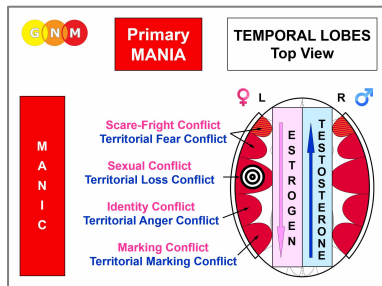 GNM
Primary
MANIA
TEMPORAL LOBES
Top View
♀ L
R ♂
MANIC
Scare-Fright Conflict
Territorial Fear Conflict
Sexual Conflict
Territorial Loss Conflict
Identity Conflict
Territorial Anger Conflict
Marking Conflict
Territorial Marking Conflict
ESTROGEN
TESTOSTERONE